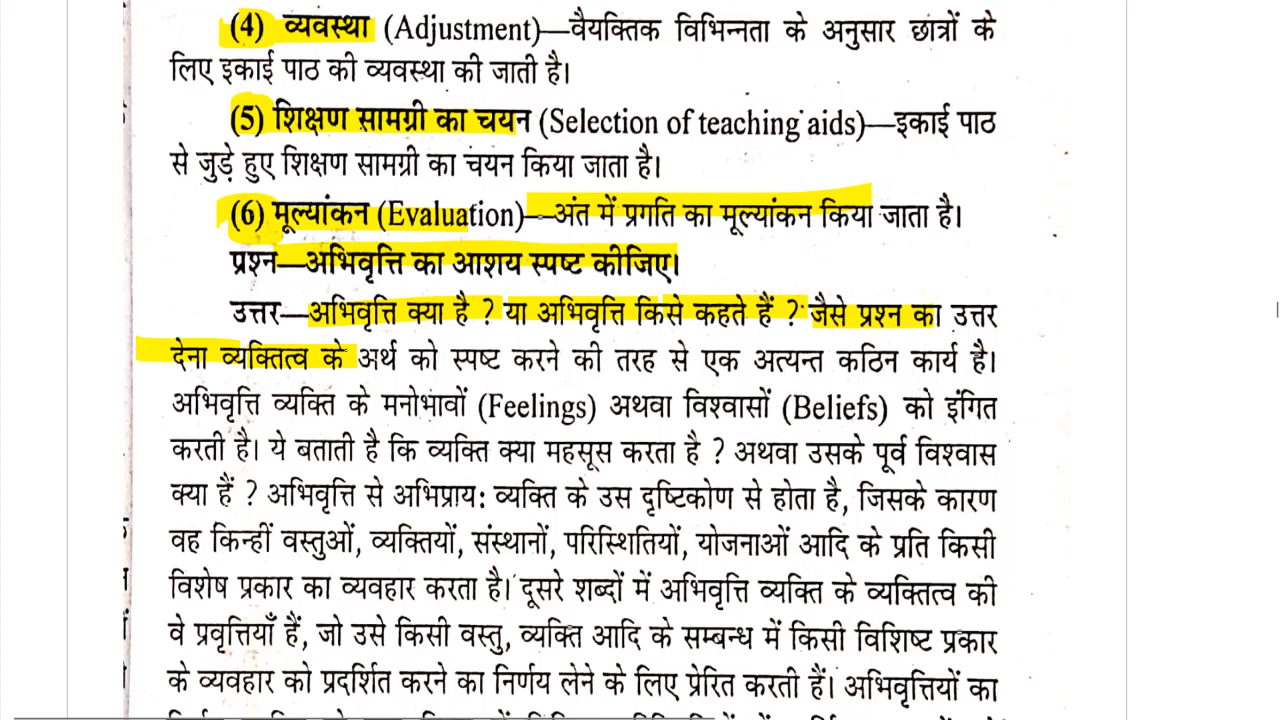 (4) व्यवस्था (Adjustment)—वैयक्तिक विभिन्नता के अनुसार छात्रों के
लिए इकाई पाठ की व्यवस्था की जाती है।
(5) शिक्षण सामग्री का चयन (Selection of teaching aids)—इकाई पाठ
से जुड़े हुए शिक्षण सामग्री का चयन किया जाता है।
(6) मूल्यांकन (Evaluation)—अंत में प्रगति का मूल्यांकन किया जाता है।
प्रश्न—अभिवृत्ति का आशय स्पष्ट कीजिए।
उत्तर—अभिवृत्ति क्या है ? या अभिवृत्ति किसे कहते हैं ? जैसे प्रश्न का उत्तर
देना व्यक्तित्व के अर्थ को स्पष्ट करने की तरह से एक अत्यन्त कठिन कार्य है।
अभिवृत्ति व्यक्ति के मनोभावों (Feelings) अथवा विश्वासों (Beliefs) को इंगित
करती है। ये बताती है कि व्यक्ति क्या महसूस करता है ? अथवा उसके पूर्व विश्वास
क्या हैं ? अभिवृत्ति से अभिप्राय: व्यक्ति के उस दृष्टिकोण से होता है, जिसके कारण
वह किन्हीं वस्तुओं, व्यक्तियों, संस्थानों, परिस्थितियों, योजनाओं आदि के प्रति किसी
विशेष प्रकार का व्यवहार करता है। दूसरे शब्दों में अभिवृत्ति व्यक्ति के व्यक्तित्व की
वे प्रवृत्तियाँ हैं, जो उसे किसी वस्तु, व्यक्ति आदि के सम्बन्ध में किसी विशिष्ट प्रकार
के व्यवहार को प्रदर्शित करने का निर्णय लेने के लिए प्रेरित करती हैं। अभिवृत्तियों का